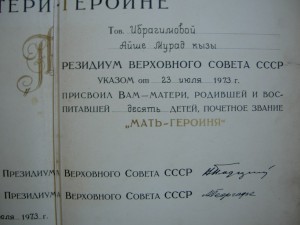 ТЕРИ-ГЕРОИНЕ
Тов. Ибрагимовой
Айше Мурад кызы
РЕЗИДИУМ ВЕРХОВНОГО СОВЕТА СССР
УКАЗОМ от 23 июля 1973 г.
ПРИСВОИЛ ВАМ—МАТЕРИ, РОДИВШЕЙ И ВОС-
ПИТАВШЕЙ десять ДЕТЕЙ, ПОЧЕТНОЕ ЗВАНИЕ
"МАТЬ-ГЕРОИНЯ"
Президиума Верховного Совета СССР
Президиума Верховного Совета СССР
июля 1973 г.